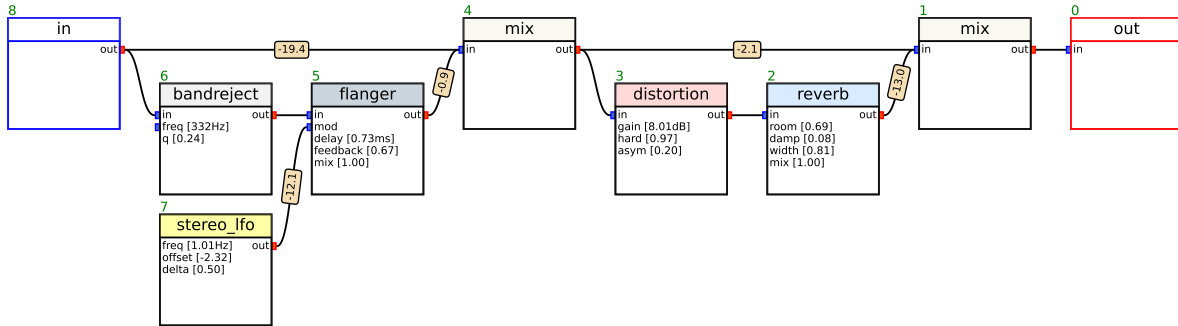 8
in
out
-19.4
6
bandreject
in
out
freq [332Hz]
q [0.24]
5
flanger
in
out
mod
delay [0.73ms]
feedback [0.67]
mix [1.00]
-0.9
7
stereo_lfo
freq [1.01Hz]
out
offset [-2.32]
delta [0.50]
-12.1
4
mix
in
out
-2.1
3
distortion
in
out
gain [8.01dB]
hard [0.97]
asym [0.20]
2
reverb
in
out
room [0.69]
damp [0.08]
width [0.81]
mix [1.00]
-13.0
1
mix
in
out
0
out
in